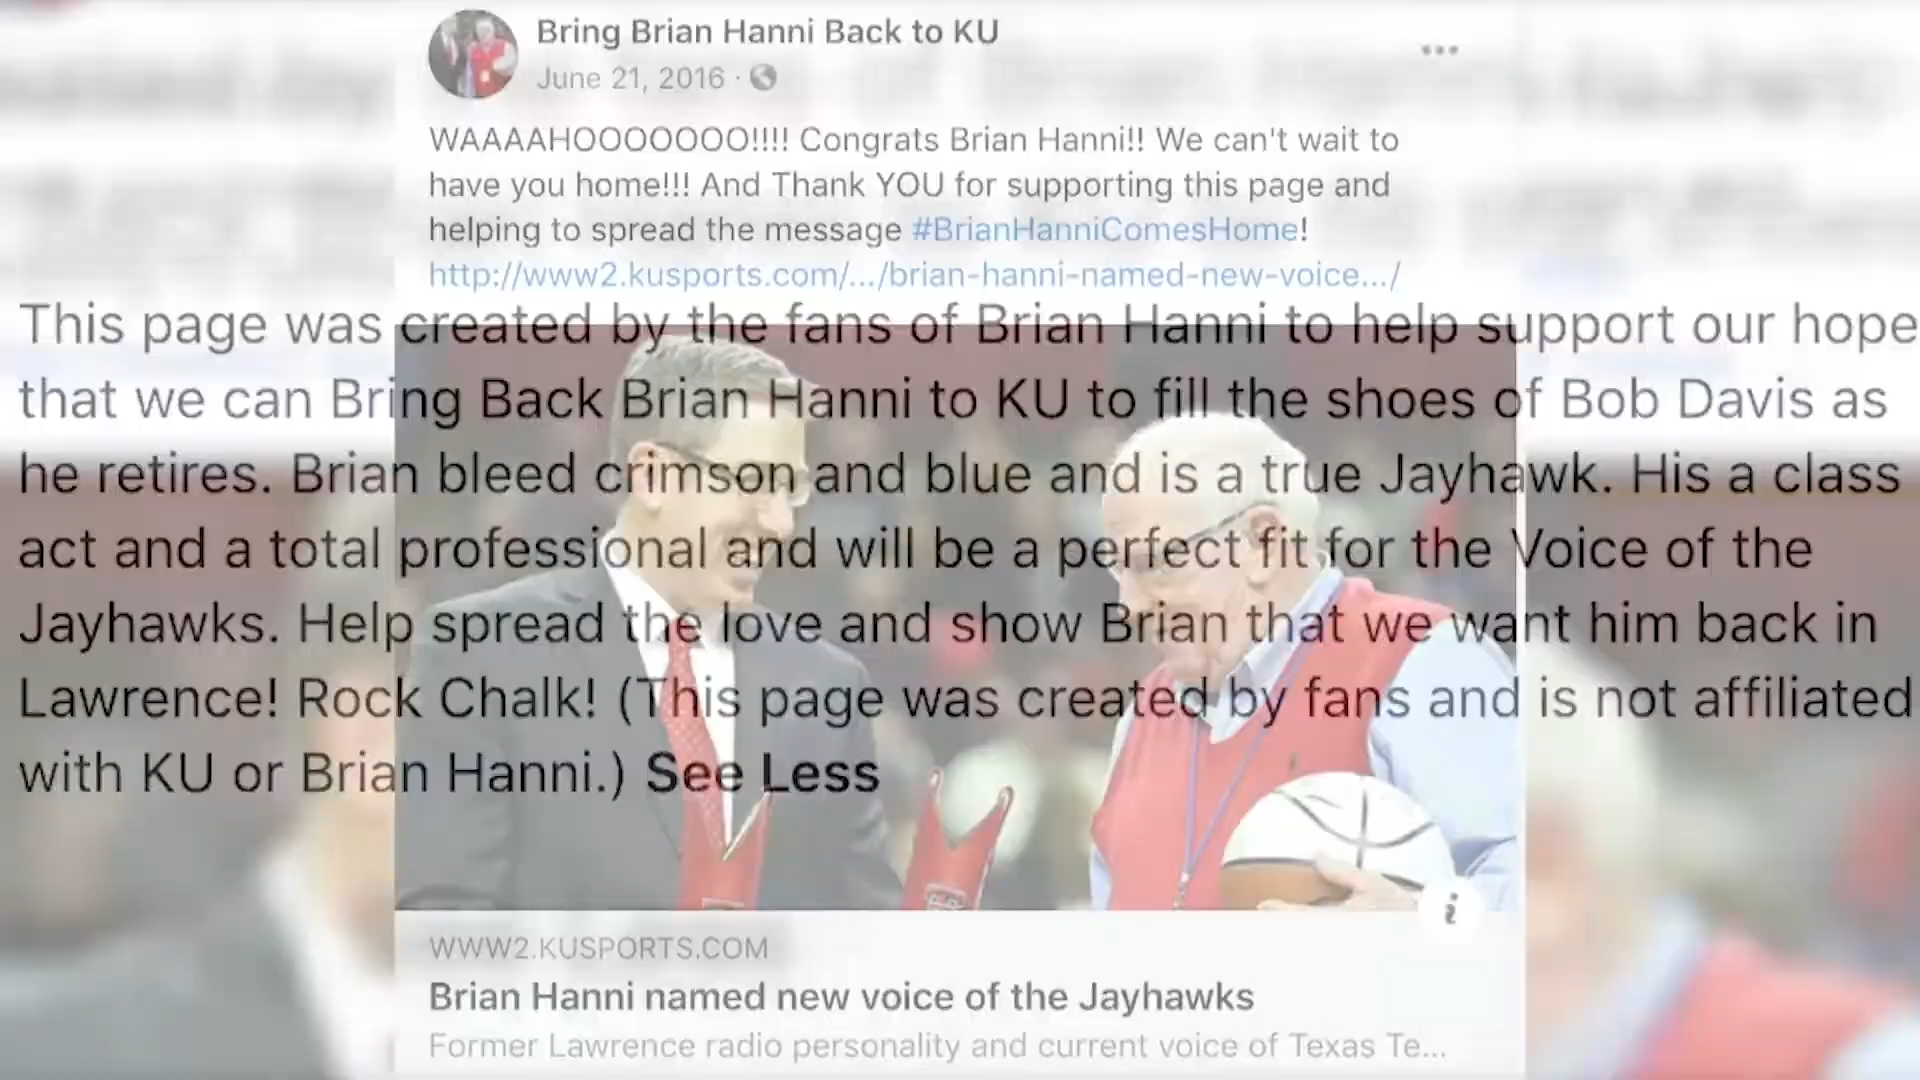 Bring Brian Hanni Back to KU
June 21, 2016 ·
WAAAAHOOOOOOO!!!! Congrats Brian Hanni!! We can't wait to
have you home!!! And Thank YOU for supporting this page and
helping to spread the message #BrianHanniComesHome!
http://www2.kusports.com/.../brian-hanni-named-new-voice.../
This page was created by the fans of Brian Hanni to help support our hope
that we can Bring Back Brian Hanni to KU to fill the shoes of Bob Davis as
he retires. Brian bleed crimson and blue and is a true Jayhawk. His a class
act and a total professional and will be a perfect fit for the Voice of the
Jayhawks. Help spread the love and show Brian that we want him back in
Lawrence! Rock Chalk! (This page was created by fans and is not affiliated
with KU or Brian Hanni.) See Less
WWW2.KUSPORTS.COM
Brian Hanni named new voice of the Jayhawks
Former Lawrence radio personality and current voice of Texas Te...